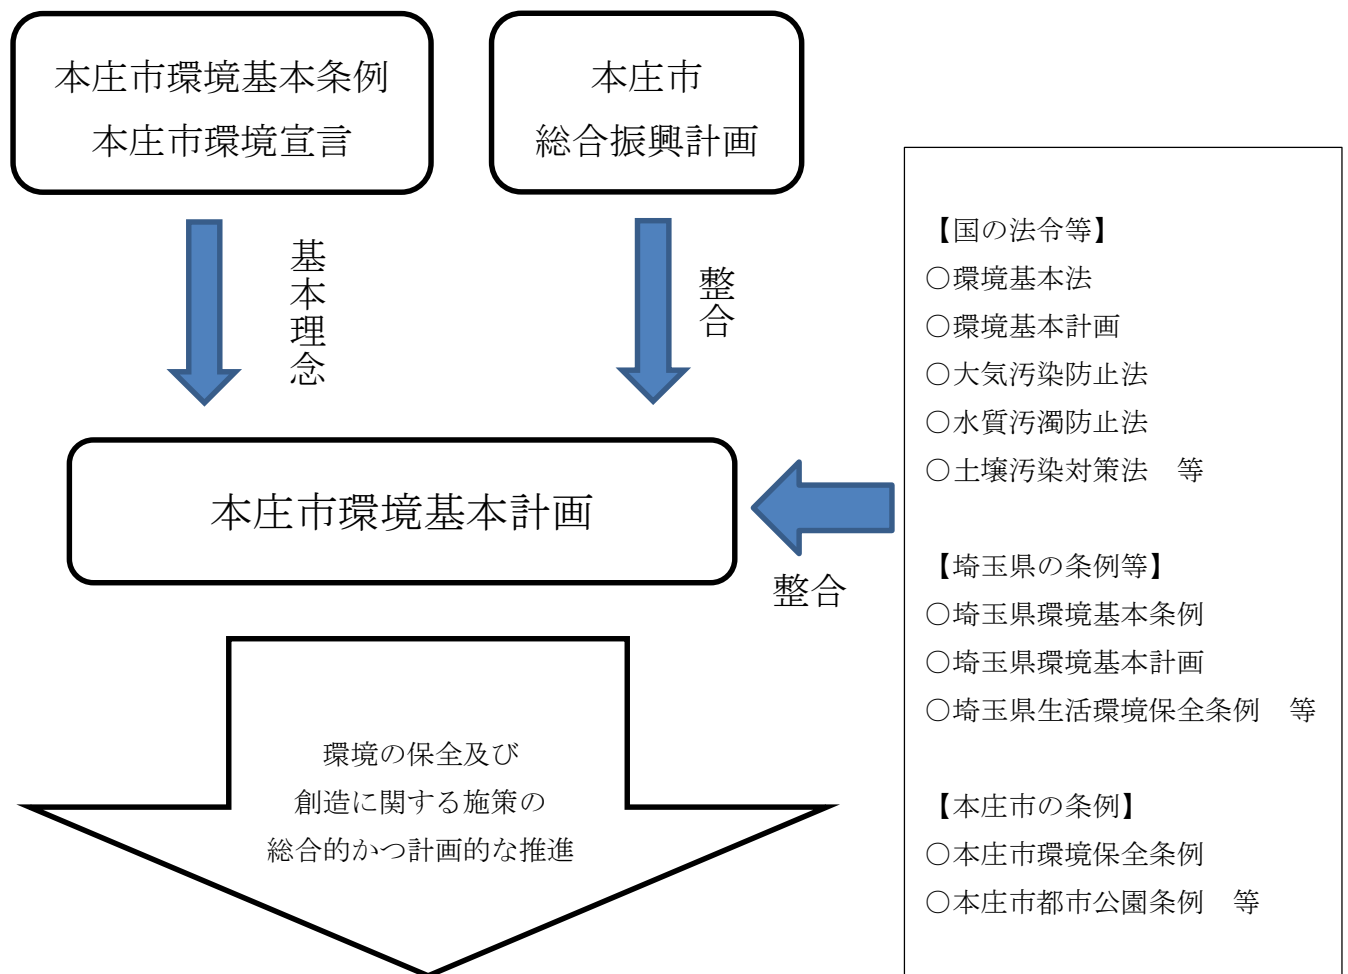 本庄市環境基本条例
本庄市環境宣言
本庄市
総合振興計画
基本理念
整合
本庄市環境基本計画
整合
環境の保全及び
創造に関する施策の
総合的かつ計画的な推進
【国の法令等】
○環境基本法
○環境基本計画
○大気汚染防止法
○水質汚濁防止法
○土壌汚染対策法　等
【埼玉県の条例等】
○埼玉県環境基本条例
○埼玉県環境基本計画
○埼玉県生活環境保全条例　等
【本庄市の条例】
○本庄市環境保全条例
○本庄市都市公園条例　等